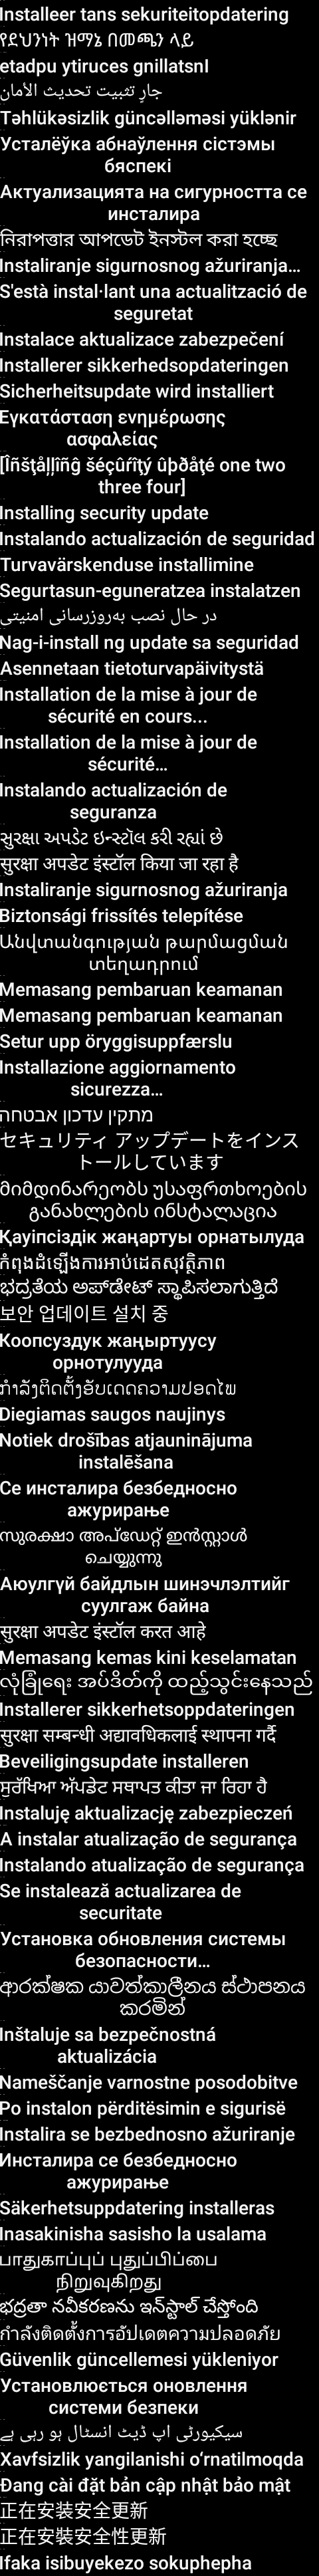 Installeer tans sekuriteitopdatering
የደህንነት ዝማኔ በመጫን ላይ
etadpu ytiruces gnillatsnI
جارٍ تثبيت تحديث الأمان
Təhlükəsizlik güncəlləməsi yüklənir
Усталёўка абнаўлення сістэмы
бяспекі
Актуализацията на сигурността се
инсталира
নিরাপত্তার আপডেট ইনস্টল করা হচ্ছে
Instaliranje sigurnosnog ažuriranja…
S'està instal·lant una actualització de
seguretat
Instalace aktualizace zabezpečení
Installerer sikkerhedsopdateringen
Sicherheitsupdate wird installiert
Εγκατάσταση ενημέρωσης
ασφαλείας
[Îñšţåļļîñĝ šéçûŕîţý ûþðåţé one two
three four]
Installing security update
Instalando actualización de seguridad
Turvavärskenduse installimine
Segurtasun-eguneratzea instalatzen
در حال نصب به‌روزرسانی امنیتی
Nag-i-install ng update sa seguridad
Asennetaan tietoturvapäivitystä
Installation de la mise à jour de
sécurité en cours...
Installation de la mise à jour de
sécurité…
Instalando actualización de
seguranza
સુરક્ષા અપડેટ ઇન્સ્ટૉલ કરી રહ્યાં છે
सुरक्षा अपडेट इंस्टॉल किया जा रहा है
Instaliranje sigurnosnog ažuriranja
Biztonsági frissítés telepítése
Անվտանգության թարմացման
տեղադրում
Memasang pembaruan keamanan
Memasang pembaruan keamanan
Setur upp öryggisuppfærslu
Installazione aggiornamento
sicurezza…
מתקין עדכון אבטחה
セキュリティ アップデートをインス
トールしています
მიმდინარეობს უსაფრთხოების
განახლების ინსტალაცია
Қауіпсіздік жаңартуы орнатылуда
កំពុងដំឡើងការអាប់ដេតសុវត្ថិភាព
ಭದ್ರತೆಯ ಅಪ್‌ಡೇಟ್‌ ಸ್ಥಾಪಿಸಲಾಗುತ್ತಿದೆ
보안 업데이트 설치 중
Коопсуздук жаңыртуусу
орнотулууда
ກຳລັງຕິດຕັ້ງອັບເດດຄວາມປອດໄພ
Diegiamas saugos naujinys
Notiek drošības atjauninājuma
instalēšana
Се инсталира безбедносно
ажурирање
സുരക്ഷാ അപ്ഡേറ്റ് ഇൻസ്റ്റാൾ
ചെയ്യുന്നു
Аюулгүй байдлын шинэчлэлтийг
суулгаж байна
सुरक्षा अपडेट इंस्टॉल करत आहे
Memasang kemas kini keselamatan
လုံခြုံရေး အပ်ဒိတ်ကို ထည့်သွင်းနေသည်
Installerer sikkerhetsoppdateringen
सुरक्षा सम्बन्धी अद्यावधिकलाई स्थापना गर्दै
Beveiligingsupdate installeren
ਸੁਰੱਖਿਆ ਅੱਪਡੇਟ ਸਥਾਪਤ ਕੀਤਾ ਜਾ ਰਿਹਾ ਹੈ
Instaluję aktualizację zabezpieczeń
A instalar atualização de segurança
Instalando atualização de segurança
Se instalează actualizarea de
securitate
Установка обновления системы
безопасности…
ආරක්ෂක යාවත්කාලීනය ස්ථාපනය
කරමින්
Inštaluje sa bezpečnostná
aktualizácia
Nameščanje varnostne posodobitve
Po instalon përditësimin e sigurisë
Instalira se bezbednosno ažuriranje
Инсталира се безбедносно
ажурирање
Säkerhetsuppdatering installeras
Inasakinisha sasisho la usalama
பாதுகாப்புப் புதுப்பிப்பை
நிறுவுகிறது
భద్రతా నవీకరణను ఇన్‌స్టాల్ చేస్తోంది
กำลังติดตั้งการอัปเดตความปลอดภัย
Güvenlik güncellemesi yükleniyor
Установлюється оновлення
системи безпеки
سیکیورٹی اپ ڈیٹ انسٹال ہو رہی ہے
Xavfsizlik yangilanishi o‘rnatilmoqda
Đang cài đặt bản cập nhật bảo mật
正在安装安全更新
正在安裝安全性更新
Ifaka isibuyekezo sokuphepha